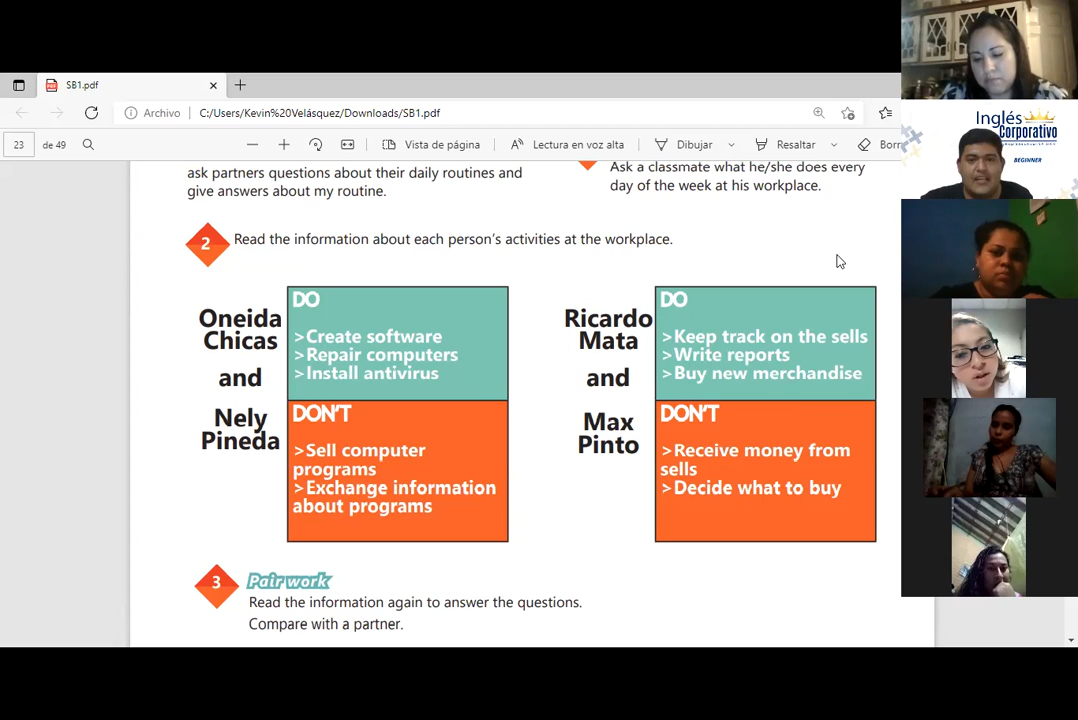 SB1.pdf
Archivo
C:/Users/Kevin%20Velásquez/Downloads/SB1.pdf
23
de 49
Vista de página
Lectura en voz alta
Dibujar
Resaltar
Borr
ask partners questions about their daily routines and
give answers about my routine.
Ask a classmate what he/she does every
day of the week at his workplace.
2
Read the information about each person's activities at the workplace.
Oneida
Chicas
and
Nely
Pineda
DO
>Create software
>Repair computers
>Install antivirus
DON'T
>Sell computer
programs
>Exchange information
about programs
Ricardo
Mata
and
Max
Pinto
DO
>Keep track on the sells
>Write reports
>Buy new merchandise
DON'T
>Receive money from
sells
>Decide what to buy
3
Pair work
Read the information again to answer the questions.
Compare with a partner.
Inglés
Corporativo
BEGINNER